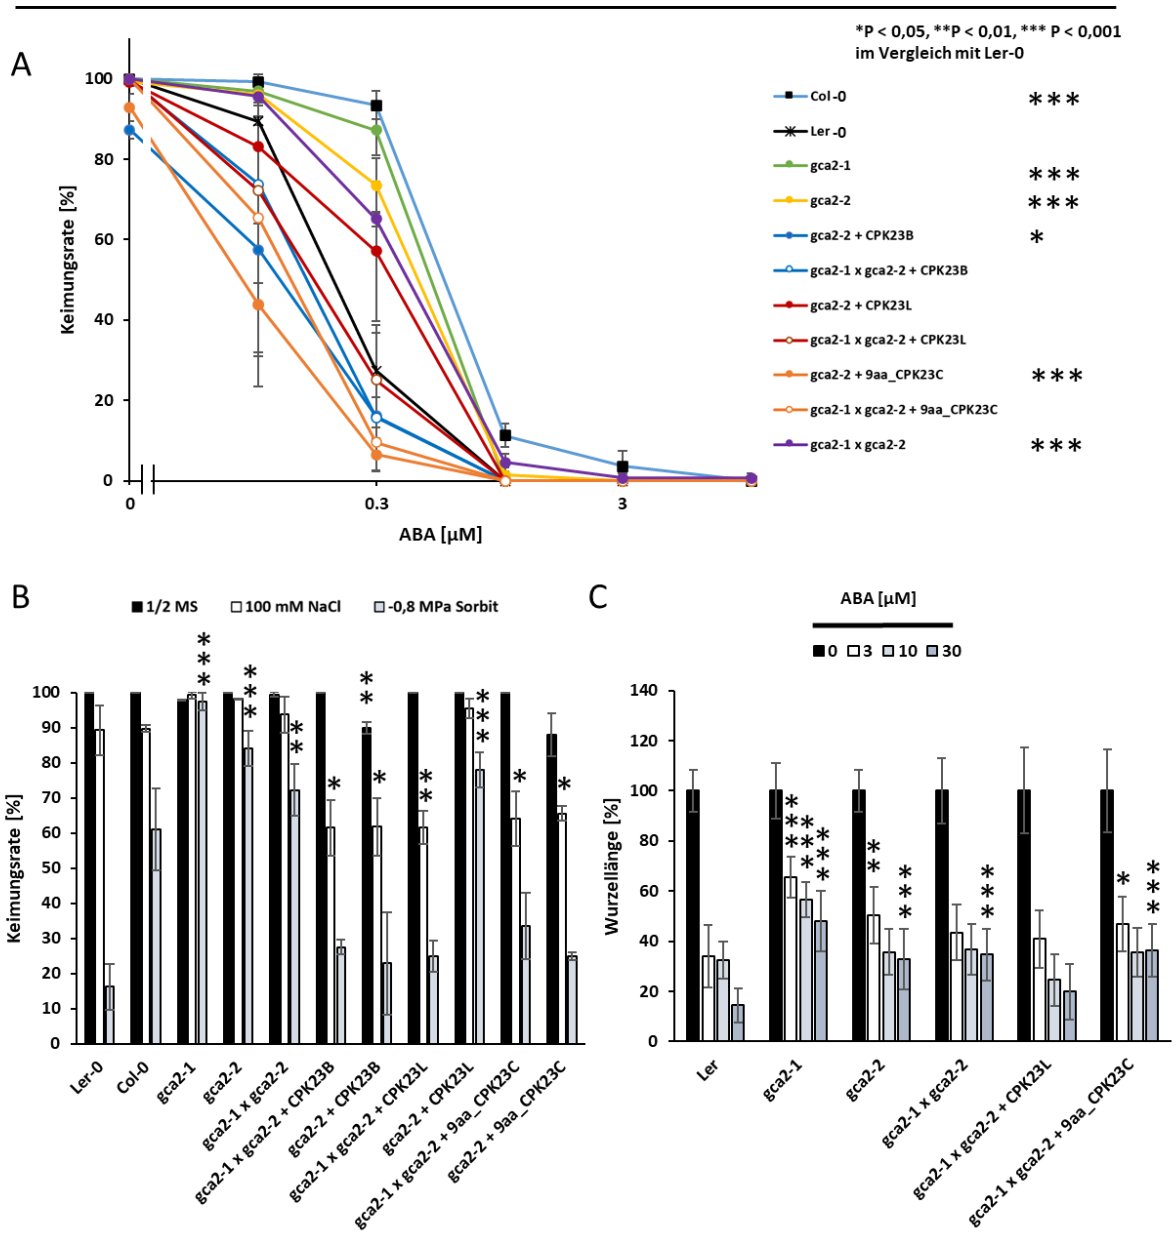 *P < 0,05, **P < 0,01, *** P < 0,001
im Vergleich mit Ler-0
A
100
80
60
40
20
0
Keimungsrate [%]
0
0.3
3
ABA [µM]
Col-0 ***
Ler-0
gca2-1 ***
gca2-2 ***
gca2-2 + CPK23B *
gca2-1 x gca2-2 + CPK23B
gca2-2 + CPK23L
gca2-1 x gca2-2 + CPK23L
gca2-2 + 9aa_CPK23C ***
gca2-1 x gca2-2 + 9aa_CPK23C
gca2-1 x gca2-2 ***
B
1/2 MS
100 mM NaCl
-0,8 MPa Sorbit
100
90
80
70
60
50
40
30
20
10
0
Keimungsrate [%]
***
***
**
*
**
*
**
***
*
*
Ler-0
Col-0
gca2-1
gca2-2
gca2-1 x gca2-2
gca2-1 x gca2-2 + CPK23B
gca2-2 + CPK23B
gca2-1 x gca2-2 + CPK23L
gca2-2 + CPK23L
gca2-1 x gca2-2 + 9aa_CPK23C
gca2-2 + 9aa_CPK23C
C
ABA [µM]
0
3
10
30
140
120
100
80
60
40
20
0
Wurzellänge [%]
***
***
***
**
***
***
*
***
Ler
gca2-1
gca2-2
gca2-1 x gca2-2
gca2-1 x gca2-2 + CPK23L
gca2-1 x gca2-2 + 9aa_CPK23C